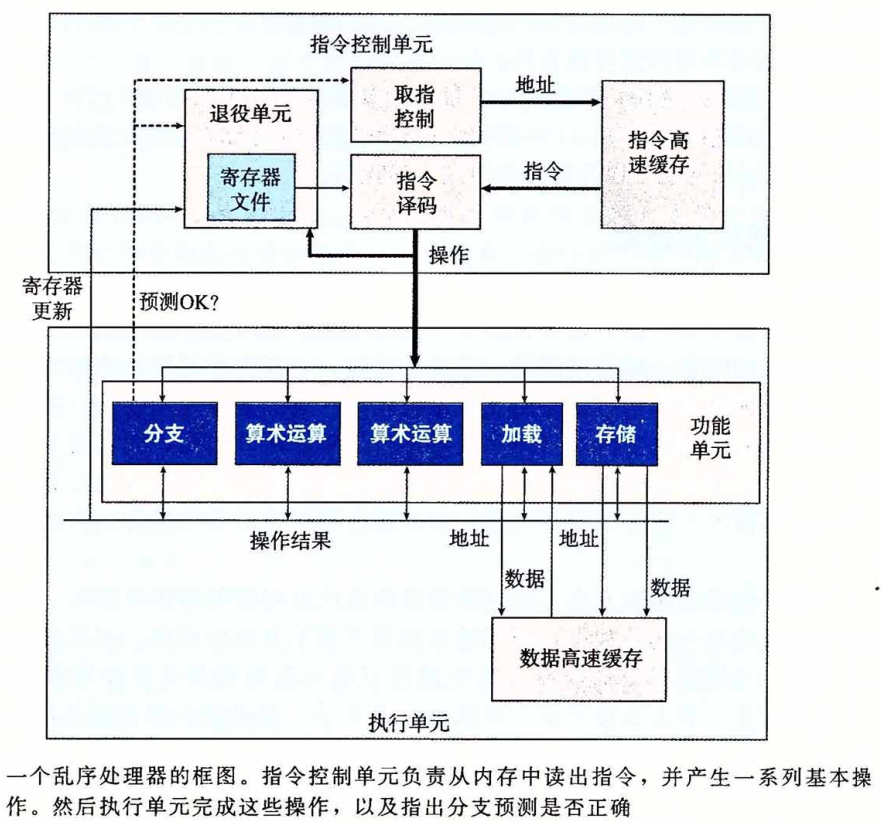 指令控制单元
取指
控制
地址
指令高
速缓存
退役单元
寄存器
文件
指令
译码
指令
操作
寄存器
更新
预测OK?
分支
算术运算
算术运算
加载
存储
功能
单元
操作结果
地址
地址
数据
数据
数据高速缓存
执行单元
一个乱序处理器的框图。指令控制单元负责从内存中读出指令，并产生一系列基本操
作。然后执行单元完成这些操作，以及指出分支预测是否正确